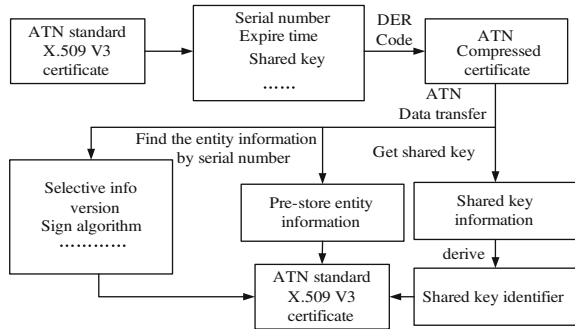 ATN standard
X.509 V3
certificate
Serial number
Expire time
Shared key
……
DER
Code
ATN
Compressed
certificate
ATN
Data transfer
Find the entity information
by serial number
Get shared key
Selective info
version
Sign algorithm
…………
Pre-store entity
information
Shared key
information
derive
ATN standard
X.509 V3
certificate
Shared key identifier